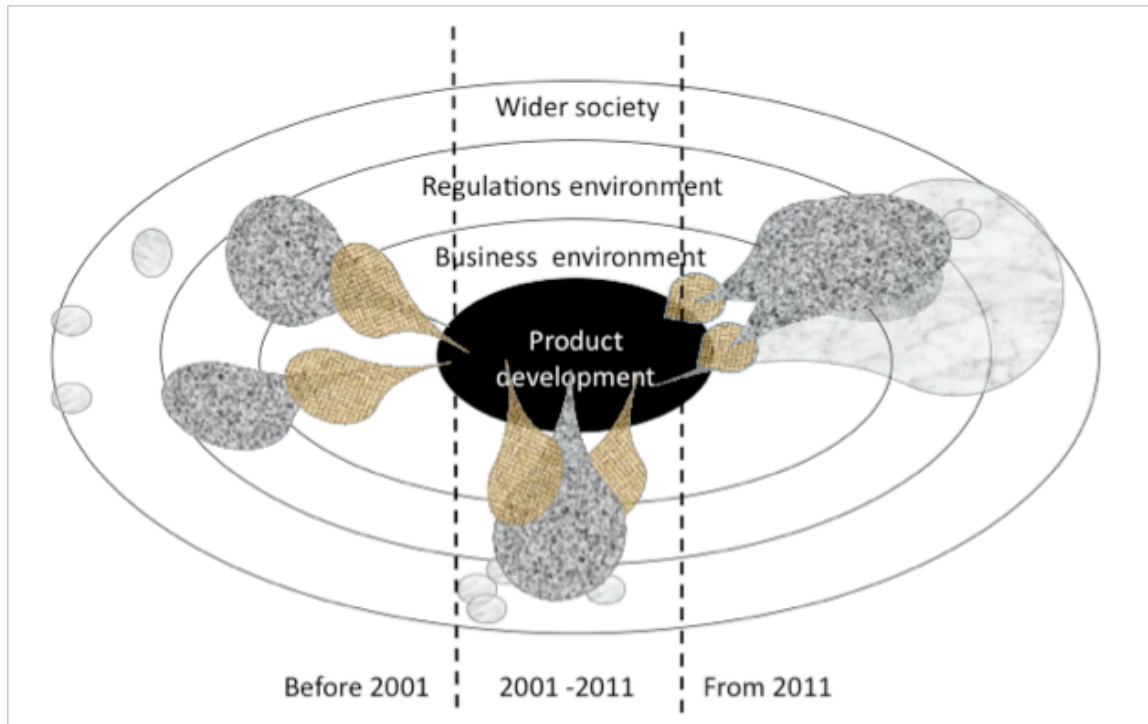 Wider society
Regulations environment
Business environment
Product
development
Before 2001
2001 -2011
From 2011